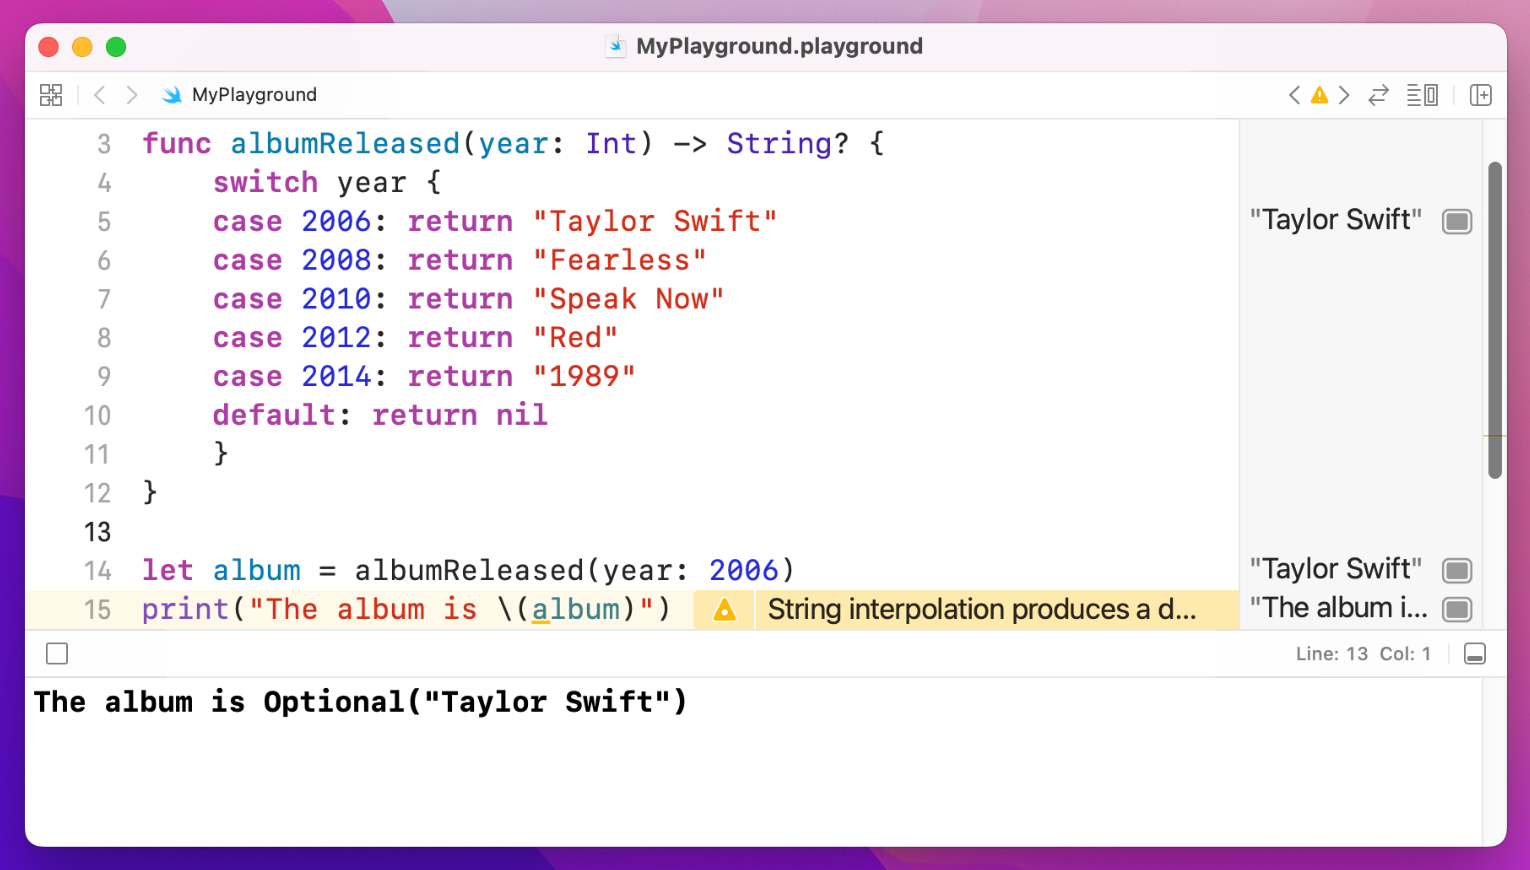 MyPlayground.playground
MyPlayground
3 func albumReleased(year: Int) -> String? {
4 switch year {
5 case 2006: return "Taylor Swift"
"Taylor Swift"
6 case 2008: return "Fearless"
7 case 2010: return "Speak Now"
8 case 2012: return "Red"
9 case 2014: return "1989"
10 default: return nil
11 }
12 }
13
14 let album = albumReleased(year: 2006)
"Taylor Swift"
15 print("The album is \(album)")
String interpolation produces a d...
"The album i...
Line: 13 Col: 1
The album is Optional("Taylor Swift")